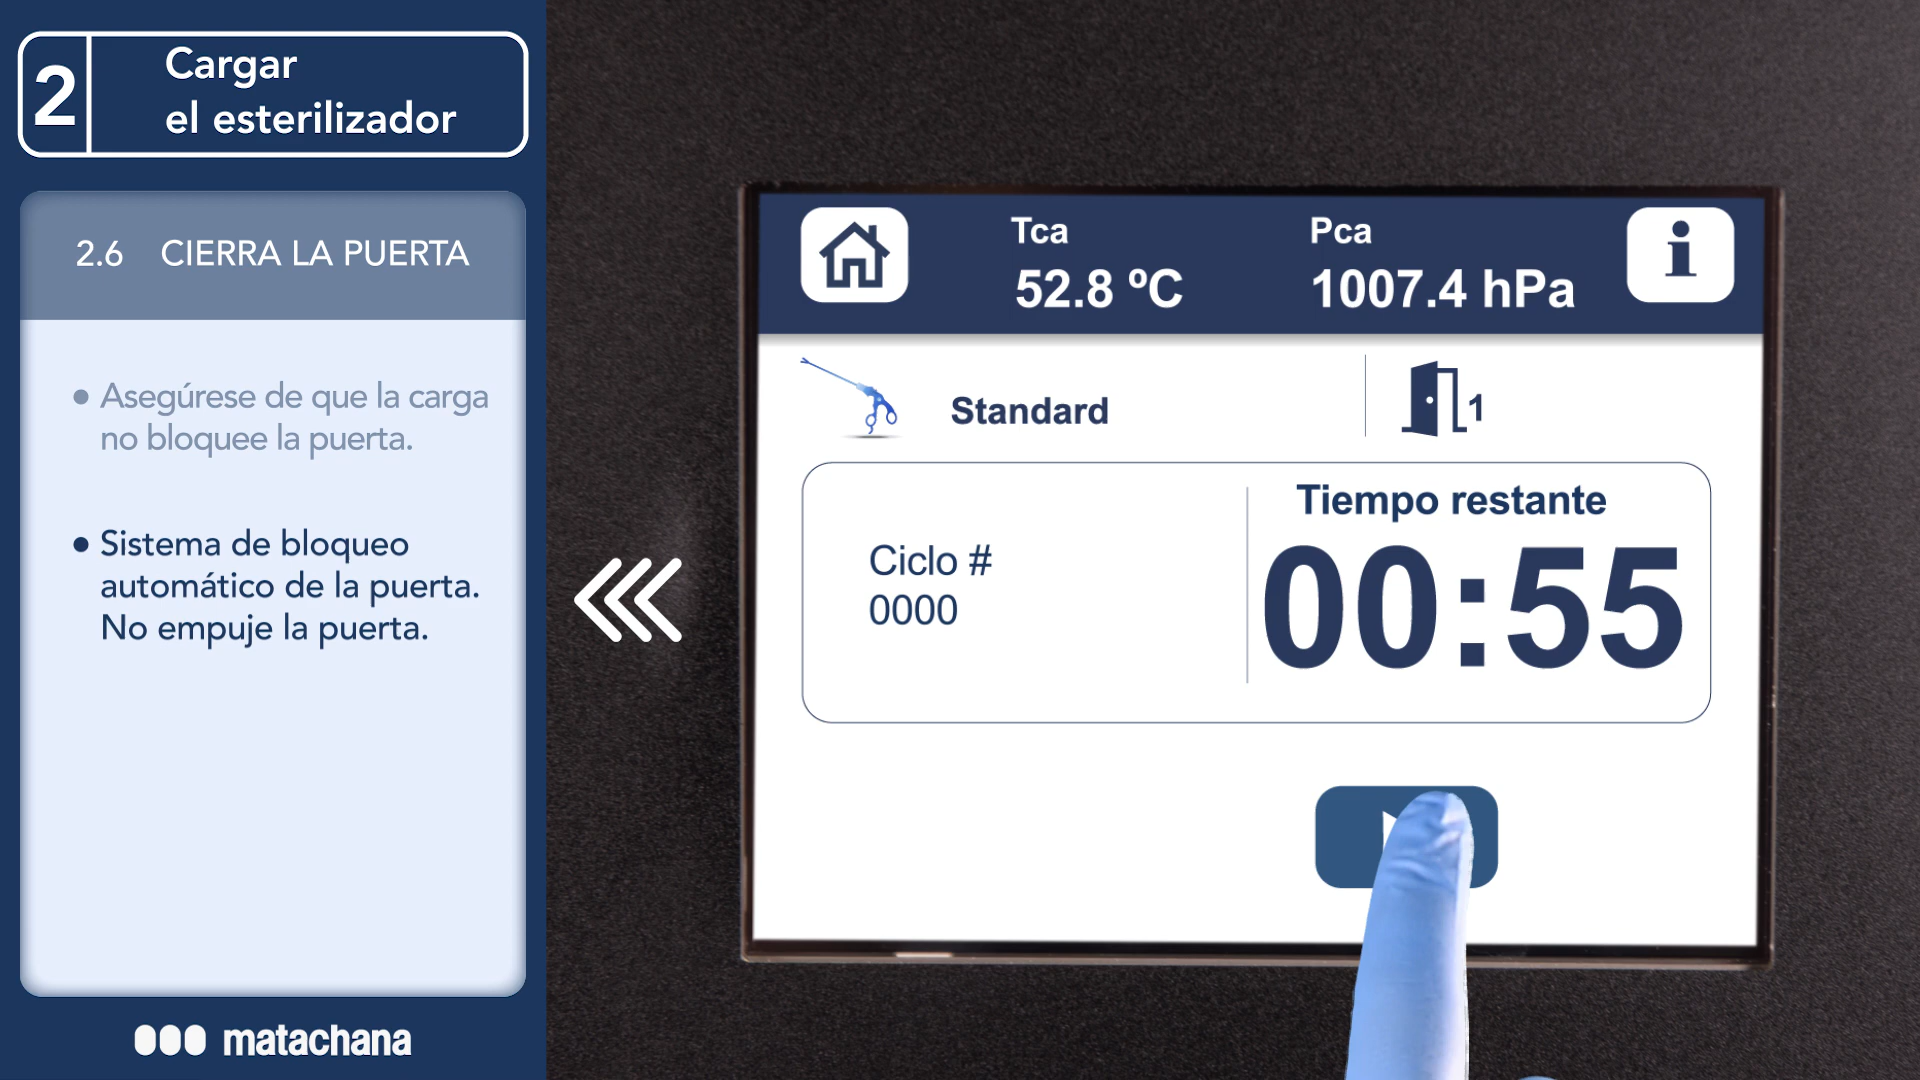 2
Cargar
el esterilizador
2.6 CIERRA LA PUERTA
• Asegúrese de que la carga
no bloquee la puerta.
• Sistema de bloqueo
automático de la puerta.
No empuje la puerta.
matachana
Tca
52.8 ºC
Pca
1007.4 hPa
i
Standard
1
Ciclo #
0000
Tiempo restante
00:55